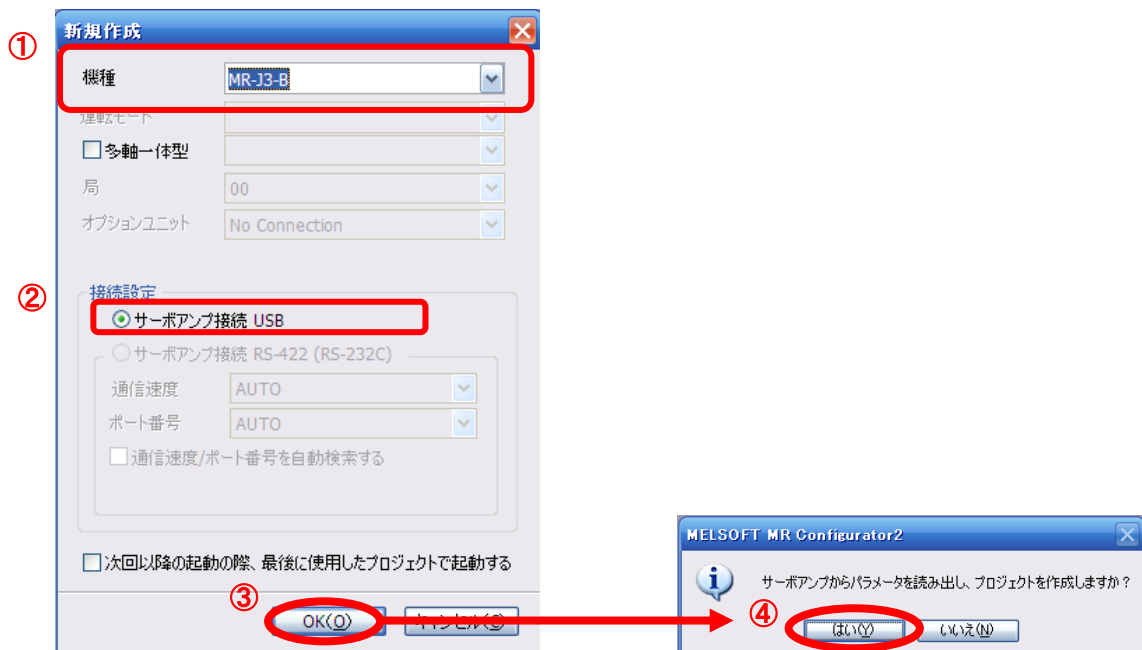 新規作成
①
機種 MR-J3-B
運転モード
多軸一体型
局 00
オプションユニット No Connection
②
接続設定
サーボアンプ接続 USB
サーボアンプ接続 RS-422 (RS-232C)
通信速度 AUTO
ポート番号 AUTO
通信速度/ポート番号を自動検索する
次回以降の起動の際、最後に使用したプロジェクトで起動する
③
OK(O) キャンセル(C)
MELSOFT MR Configurator2
サーボアンプからパラメータを読み出し、プロジェクトを作成しますか?
④
はい(Y) いいえ(N)